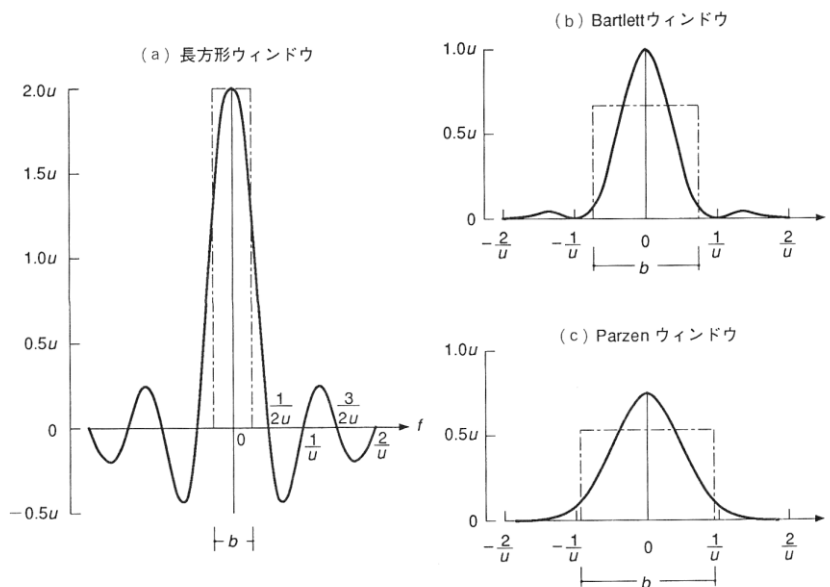 (a) 長方形ウィンドウ
2.0u
1.5u
1.0u
0.5u
0
−0.5u
0
1/2u
1/u
3/2u
2/u
f
b
(b) Bartlettウィンドウ
1.0u
0.5u
0
−2/u
−1/u
0
1/u
2/u
b
(c) Parzen ウィンドウ
1.0u
0.5u
0
−2/u
−1/u
0
1/u
2/u
b